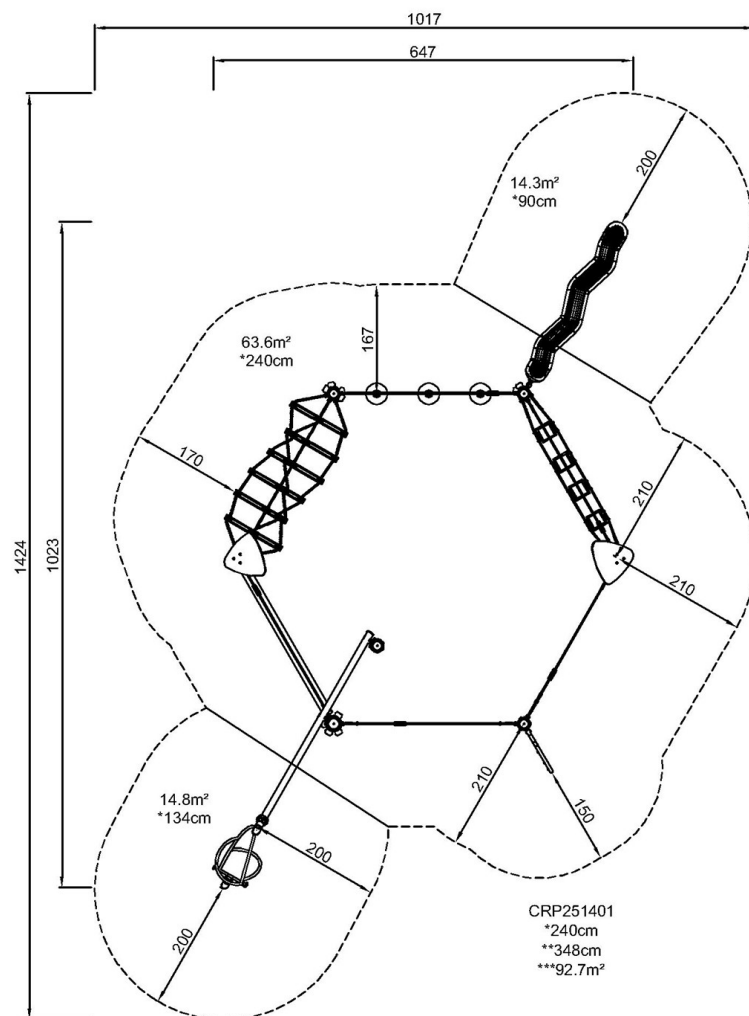 1017
647
200
14.3m²
*90cm
167
63.6m²
*240cm
170
210
210
1424
1023
210
150
14.8m²
*134cm
200
200
CRP251401
*240cm
**348cm
***92.7m²